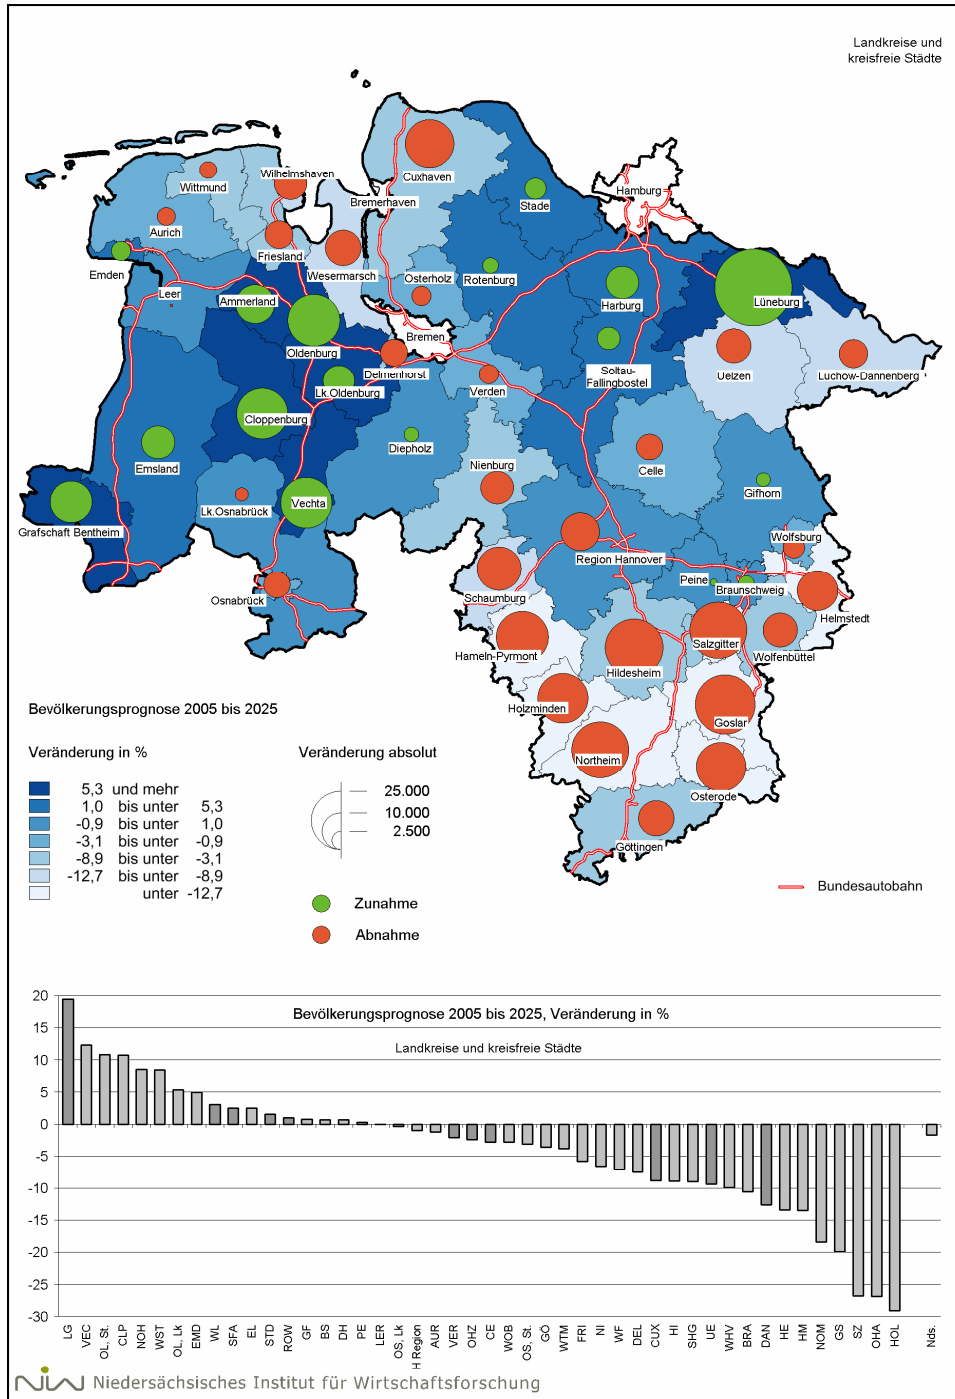 Landkreise und
kreisfreie Städte
Cuxhaven
Wilhelmshaven
Wittmund
Bremerhaven
Hamburg
Stade
Aurich
Friesland
Wesermarsch
Osterholz
Rotenburg
Emden
Leer
Ammerland
Harburg
Lüneburg
Bremen
Oldenburg
Delmenhorst
Soltau-
Fallingbostel
Uelzen
Lüchow-Dannenberg
Lk.Oldenburg
Verden
Cloppenburg
Diepholz
Emsland
Nienburg
Celle
Gifhorn
Lk.Osnabrück
Vechta
Grafschaft Bentheim
Wolfsburg
Region Hannover
Peine
Braunschweig
Osnabrück
Schaumburg
Helmstedt
Salzgitter
Hameln-Pyrmont
Wolfenbüttel
Hildesheim
Holzminden
Goslar
Northeim
Osterode
Göttingen
Bevölkerungsprognose 2005 bis 2025
Veränderung in %
5,3 und mehr
1,0 bis unter 5,3
-0,9 bis unter 1,0
-3,1 bis unter -0,9
-8,9 bis unter -3,1
-12,7 bis unter -8,9
unter -12,7
Veränderung absolut
25.000
10.000
2.500
Zunahme
Abnahme
Bundesautobahn
Bevölkerungsprognose 2005 bis 2025, Veränderung in %
Landkreise und kreisfreie Städte
20
15
10
5
0
-5
-10
-15
-20
-25
-30
LG
VEC
OL, St.
CLP
NOH
WST
OL, Lk
EMD
WL
SFA
EL
STD
ROW
GF
BS
DH
PE
LER
OS, Lk
H Region
AUR
VER
OHZ
CE
WOB
OS, St.
GÖ
WTM
FRI
NI
WF
DEL
CUX
HI
SHG
UE
WHV
BRA
DAN
HE
HM
NOM
GS
SZ
OHA
HOL
Nds.
NIW Niedersächsisches Institut für Wirtschaftsforschung